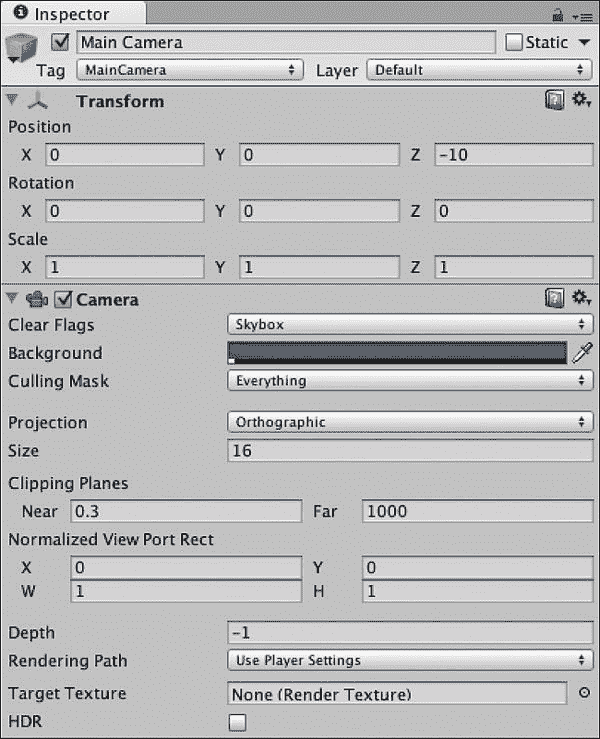 Inspector
Main Camera Static
Tag MainCamera Layer Default
Transform
Position
X 0 Y 0 Z -10
Rotation
X 0 Y 0 Z 0
Scale
X 1 Y 1 Z 1
Camera
Clear Flags Skybox
Background
Culling Mask Everything
Projection Orthographic
Size 16
Clipping Planes
Near 0.3 Far 1000
Normalized View Port Rect
X 0 Y 0
W 1 H 1
Depth -1
Rendering Path Use Player Settings
Target Texture None (Render Texture)
HDR